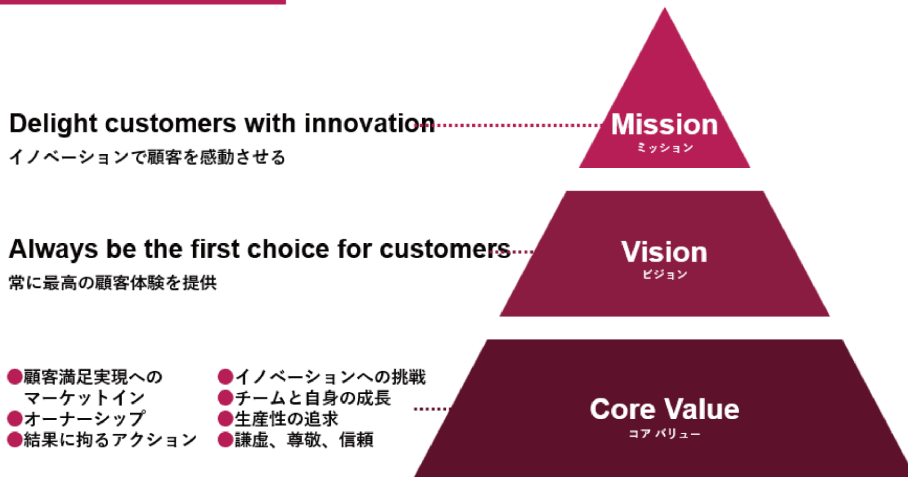 Delight customers with innovation
イノベーションで顧客を感動させる
Mission
ミッション
Always be the first choice for customers
常に最高の顧客体験を提供
Vision
ビジョン
●顧客満足実現への
マーケットイン
●オーナーシップ
●結果に拘るアクション
●イノベーションへの挑戦
●チームと自身の成長
●生産性の追求
●謙虚、尊敬、信頼
Core Value
コア バリュー